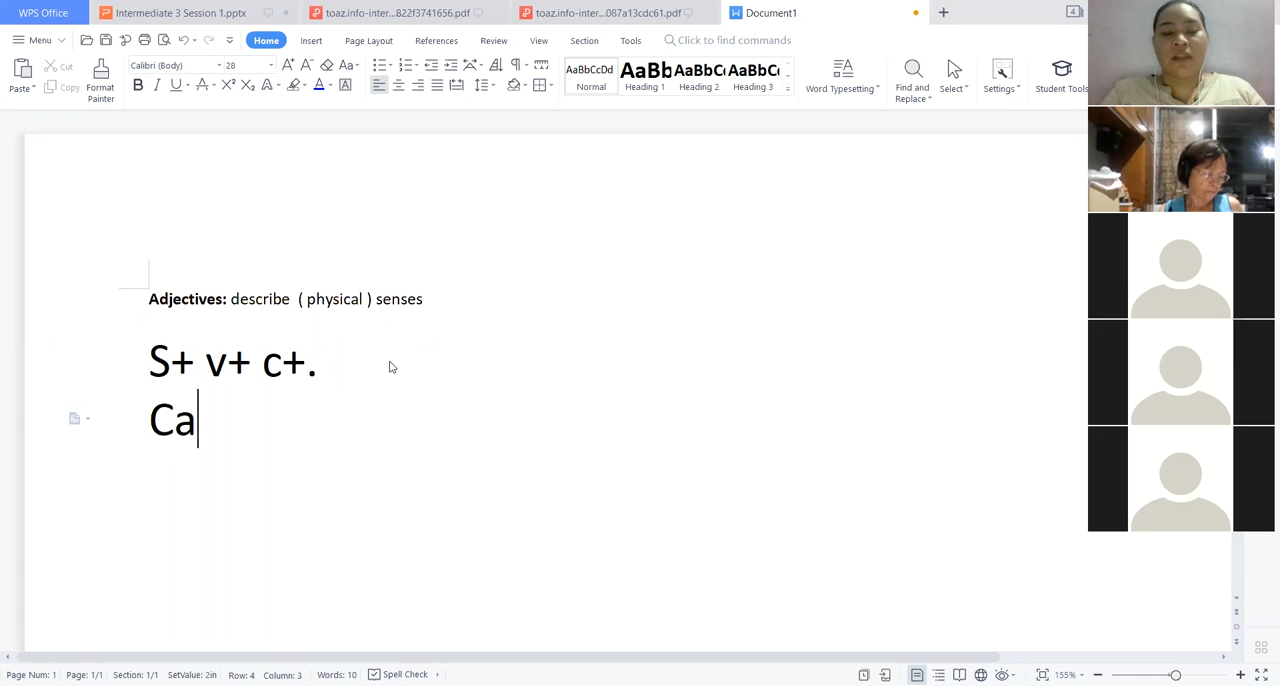 WPS Office
Intermediate 3 Session 1.pptx
toaz.info-inter...822f3741656.pdf
toaz.info-inter...087a13cdc61.pdf
Document1
4
Menu
Home
Insert
Page Layout
References
Review
View
Section
Tools
Click to find commands
Paste
Cut
Copy
Format Painter
Calibri (Body)
28
AaBbCcDd
Normal
AaBb
Heading 1
AaBbC
Heading 2
AaBbC
Heading 3
Word Typesetting
Find and Replace
Select
Settings
Student Tools
Adjectives: describe ( physical ) senses
S+ v+ c+.
Ca
Page Num: 1
Page: 1/1
Section: 1/1
SetValue: 2in
Row: 4
Column: 3
Words: 10
Spell Check
155%